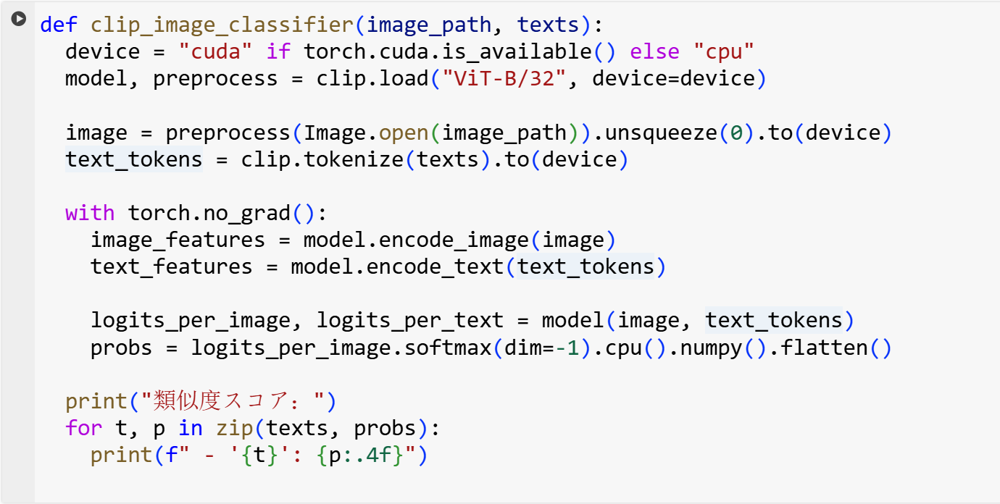 def clip_image_classifier(image_path, texts):
  device = "cuda" if torch.cuda.is_available() else "cpu"
  model, preprocess = clip.load("ViT-B/32", device=device)

  image = preprocess(Image.open(image_path)).unsqueeze(0).to(device)
  text_tokens = clip.tokenize(texts).to(device)

  with torch.no_grad():
    image_features = model.encode_image(image)
    text_features = model.encode_text(text_tokens)

    logits_per_image, logits_per_text = model(image, text_tokens)
    probs = logits_per_image.softmax(dim=-1).cpu().numpy().flatten()

  print("類似度スコア：")
  for t, p in zip(texts, probs):
    print(f" - '{t}': {p:.4f}")